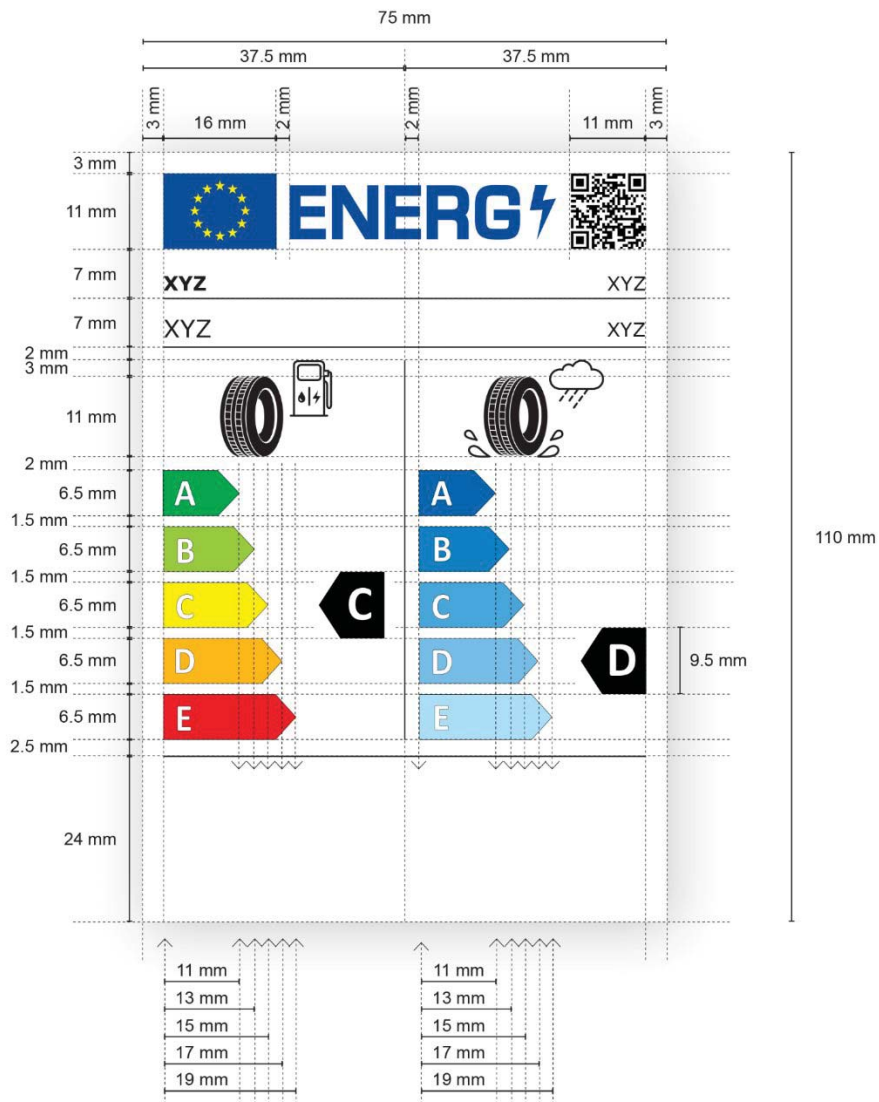 75 mm
37.5 mm 37.5 mm
3 mm 16 mm 2 mm 2 mm 11 mm 3 mm
3 mm
11 mm ENERG
7 mm XYZ XYZ
7 mm XYZ XYZ
2 mm
3 mm
11 mm
2 mm
6.5 mm A A
1.5 mm
6.5 mm B B 110 mm
1.5 mm
6.5 mm C C C
1.5 mm
6.5 mm D D D 9.5 mm
1.5 mm
6.5 mm E E
2.5 mm
24 mm
11 mm 11 mm
13 mm 13 mm
15 mm 15 mm
17 mm 17 mm
19 mm 19 mm